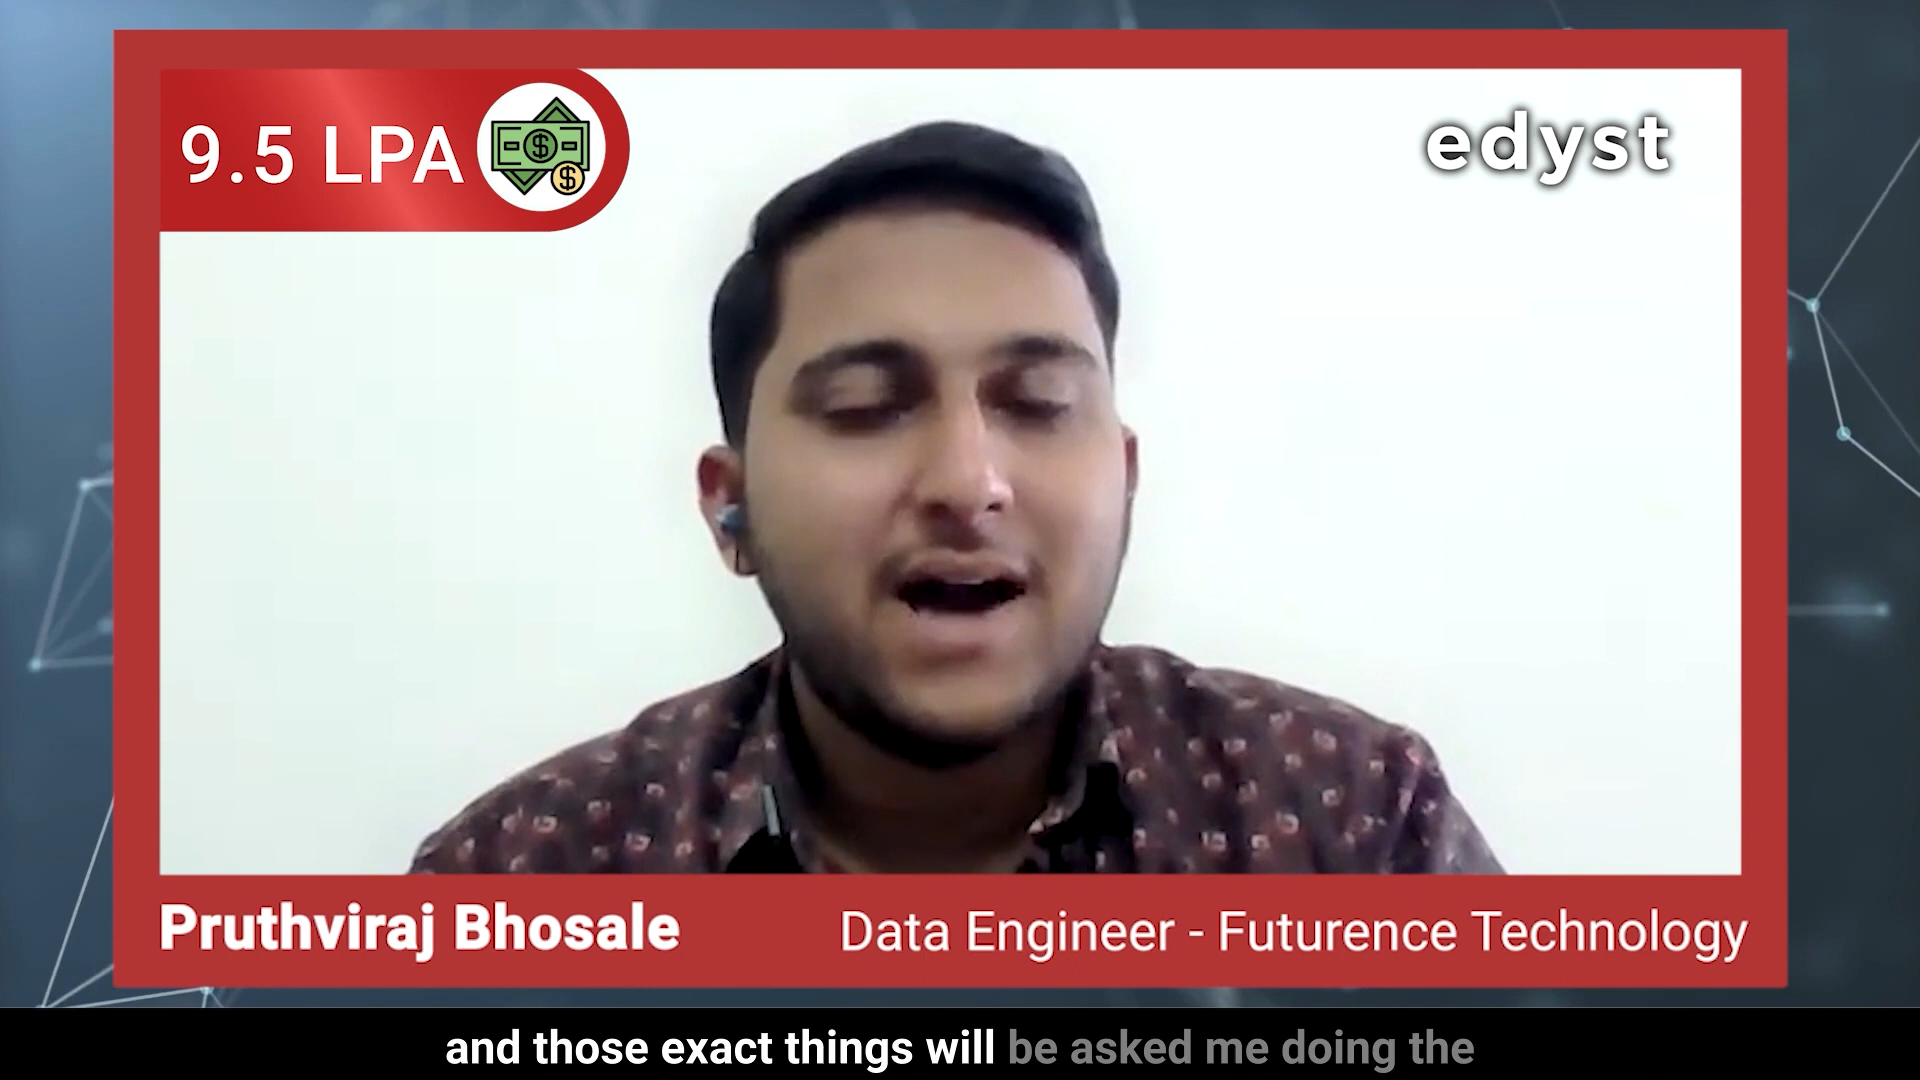 9.5 LPA
edyst
Pruthviraj Bhosale
Data Engineer - Futurence Technology
and those exact things will be asked me doing the